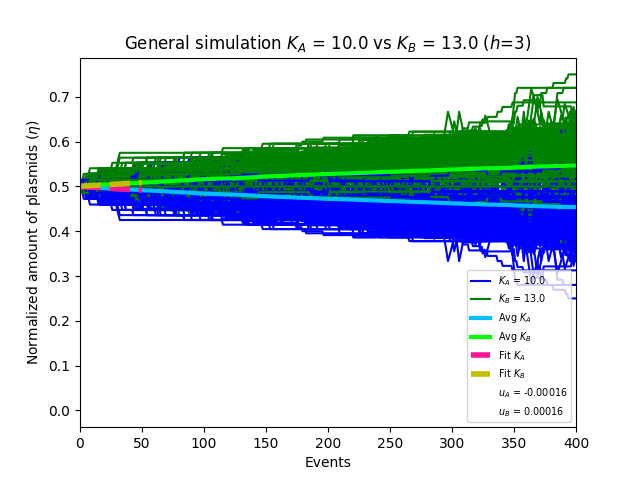 General simulation K_A = 10.0 vs K_B = 13.0 (h=3)
Normalized amount of plasmids (η)
0.7
0.6
0.5
0.4
0.3
0.2
0.1
0.0
K_A = 10.0
K_B = 13.0
Avg K_A
Avg K_B
Fit K_A
Fit K_B
u_A = -0.00016
u_B = 0.00016
0 50 100 150 200 250 300 350 400
Events